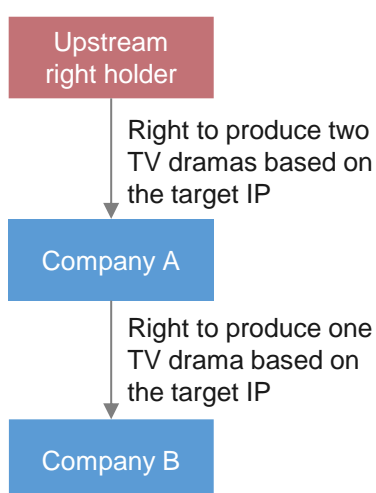 Upstream
right holder
Right to produce two
TV dramas based on
the target IP
Company A
Right to produce one
TV drama based on
the target IP
Company B